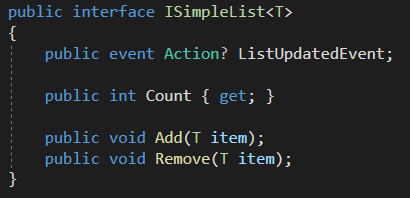 public interface ISimpleList<T>
{
public event Action? ListUpdatedEvent;
public int Count { get; }
public void Add(T item);
public void Remove(T item);
}